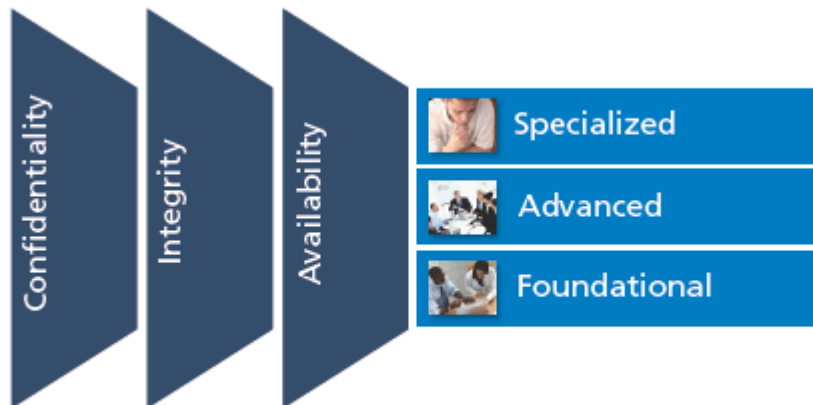 Confidentiality
Integrity
Availability
Specialized
Advanced
Foundational